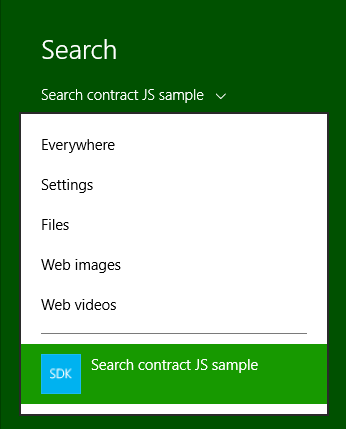 Search
Search contract JS sample
Everywhere
Settings
Files
Web images
Web videos
SDK
Search contract JS sample